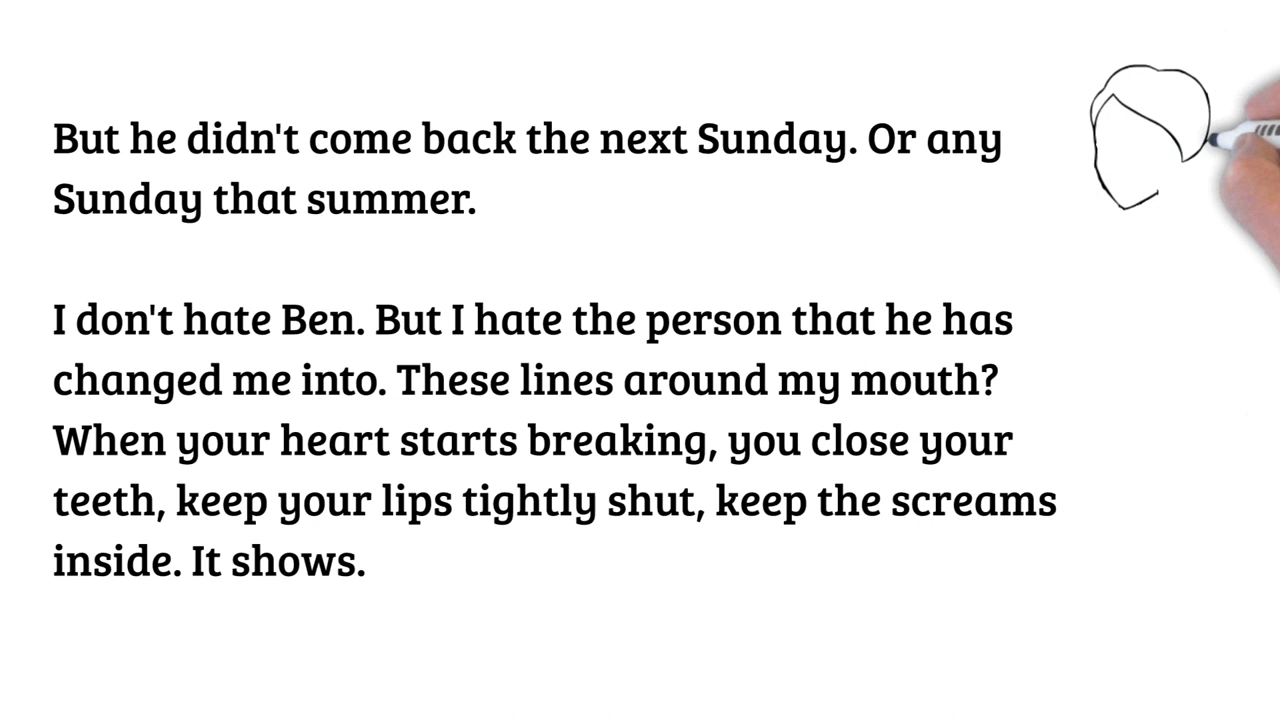 But he didn't come back the next Sunday. Or any
Sunday that summer.
I don't hate Ben. But I hate the person that he has
changed me into. These lines around my mouth?
When your heart starts breaking, you close your
teeth, keep your lips tightly shut, keep the screams
inside. It shows.